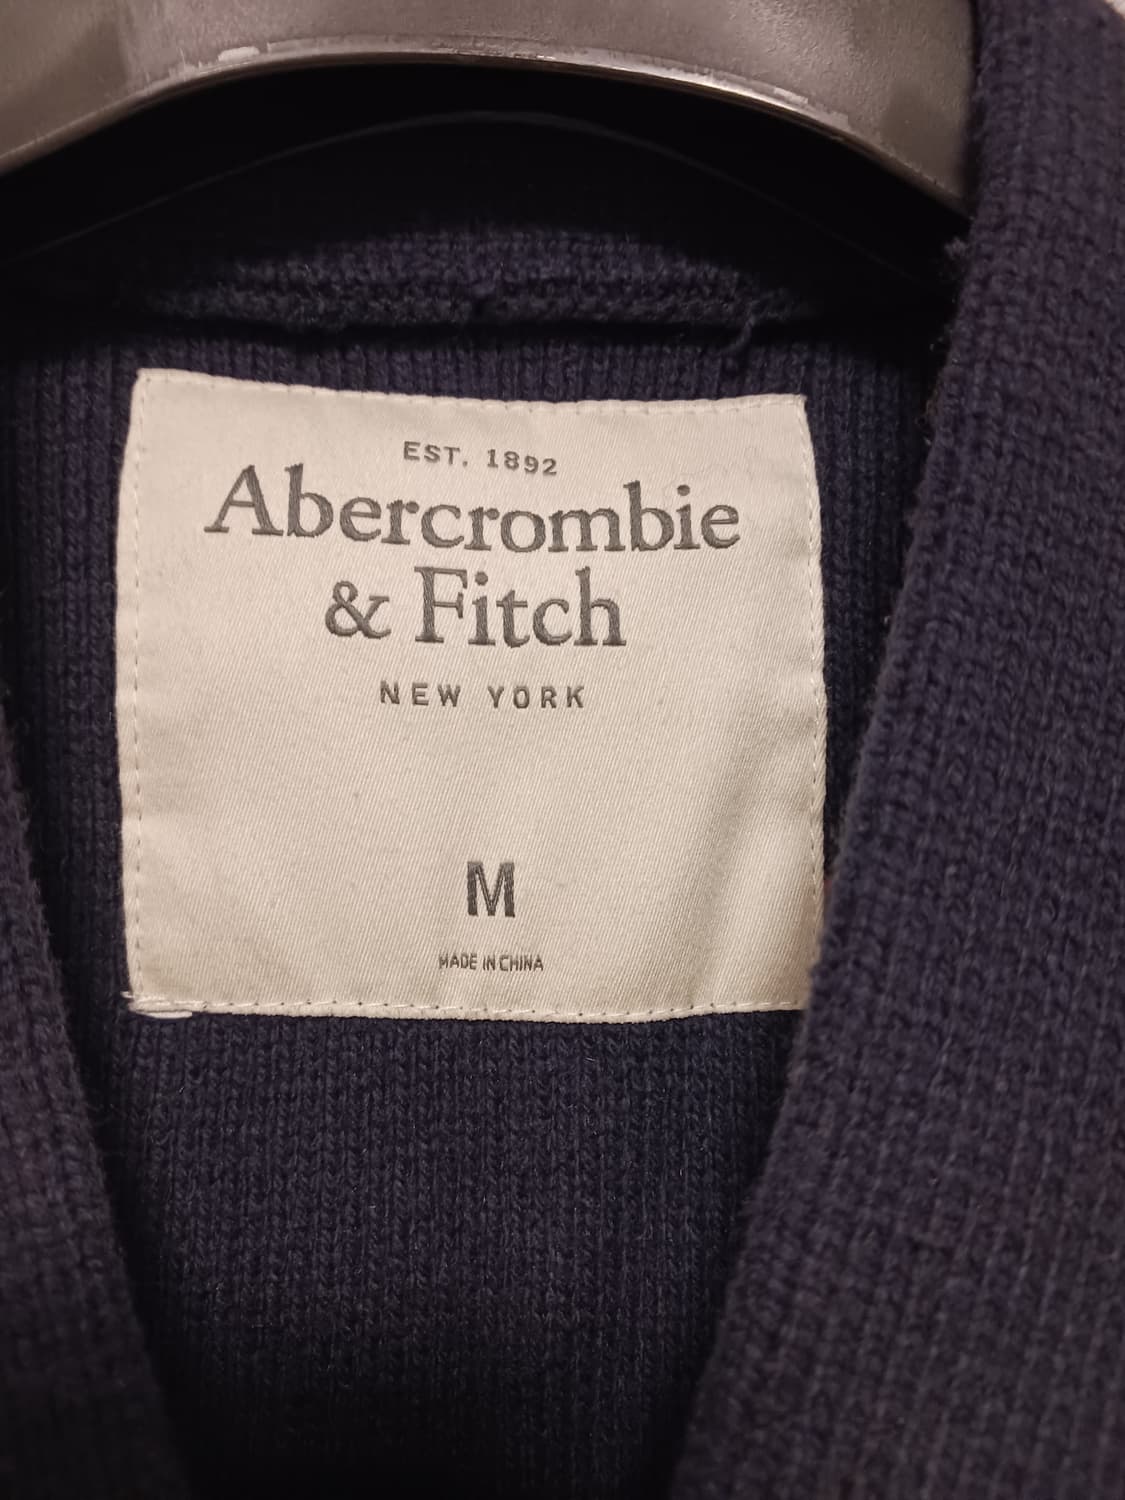 EST. 1892
Abercrombie
& Fitch
NEW YORK
M
MADE IN CHINA